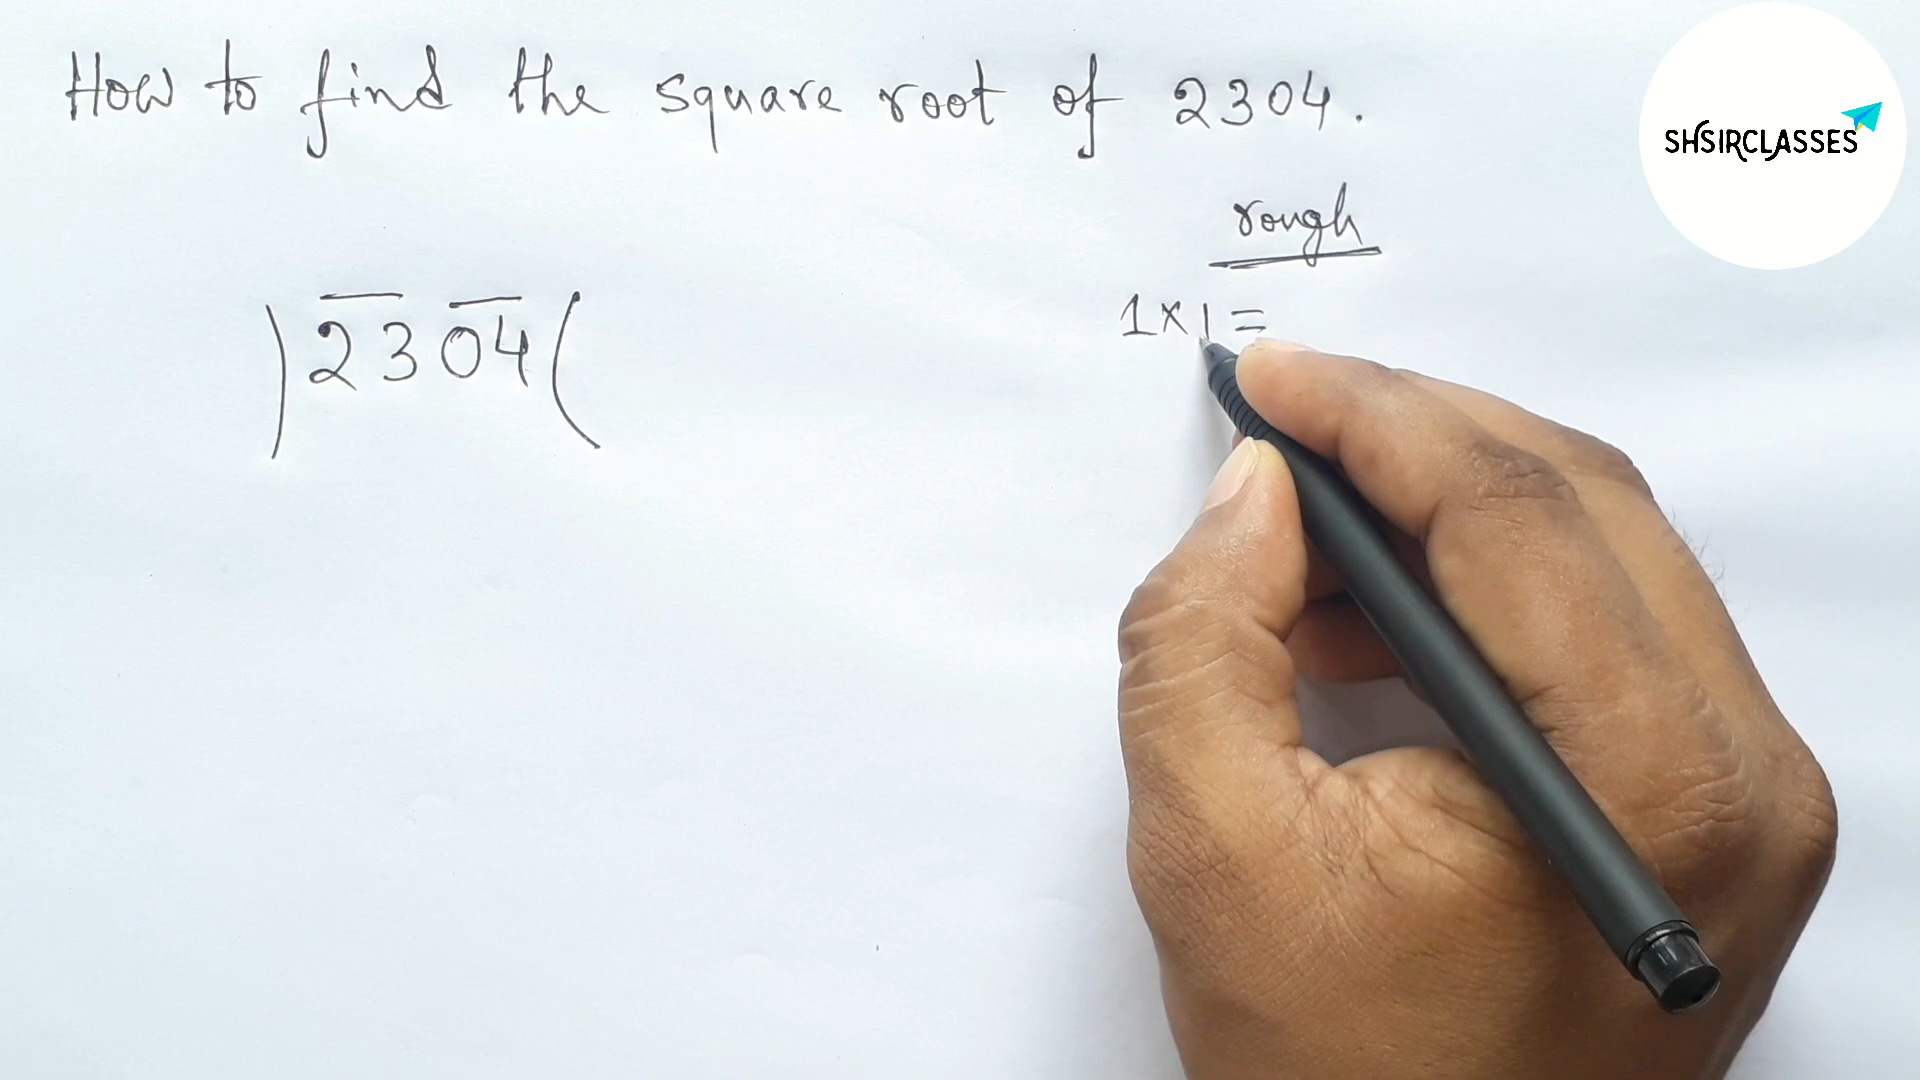 How to find the square root of 2304.
SHSIRCLASSES
rough
1×1=
)2304(